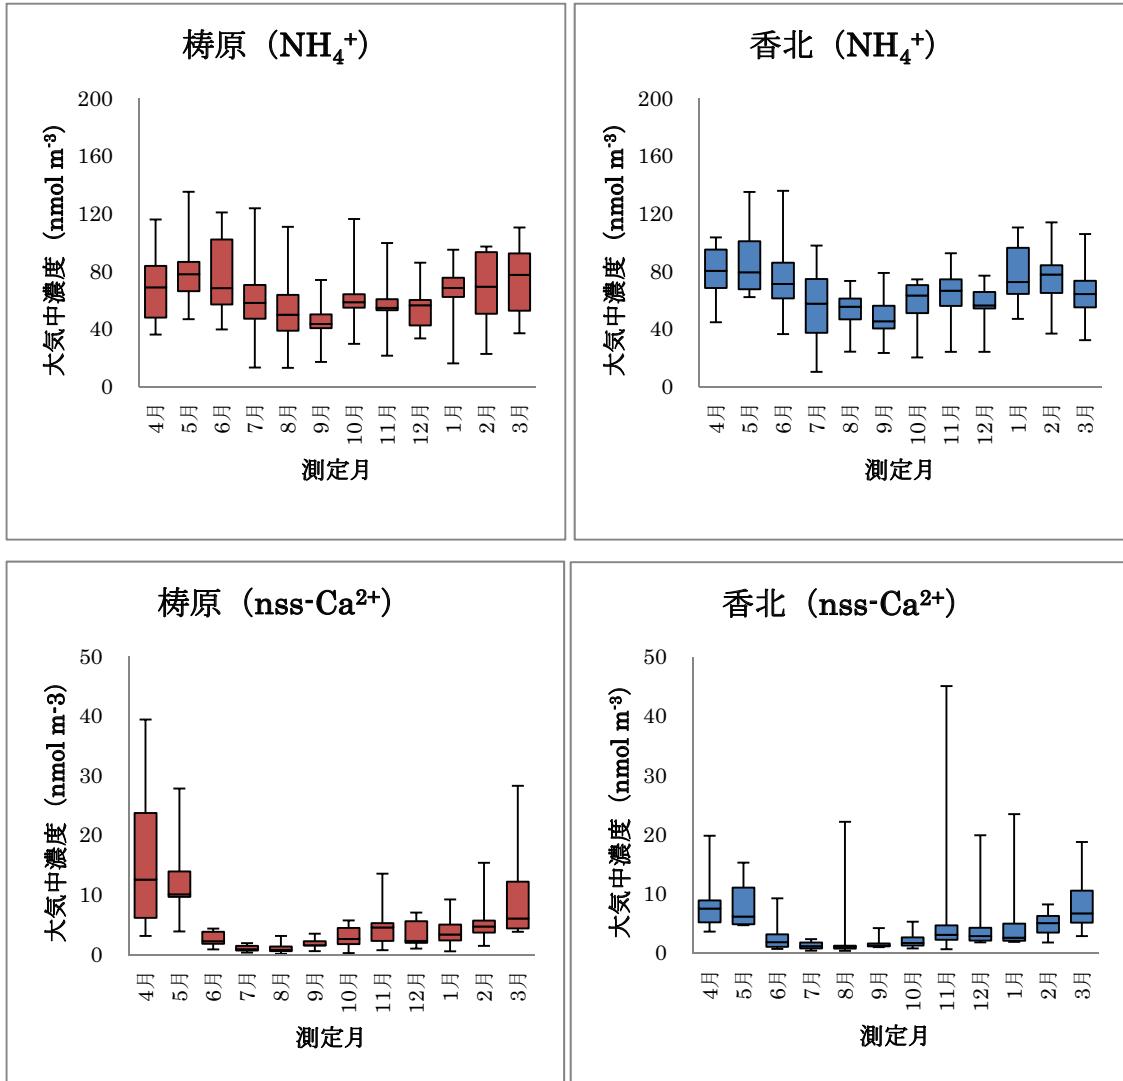 梼原（NH₄⁺）
200
160
120
80
40
0
大気中濃度（nmol m⁻³）
4月 5月 6月 7月 8月 9月 10月 11月 12月 1月 2月 3月
測定月
香北（NH₄⁺）
200
160
120
80
40
0
大気中濃度（nmol m⁻³）
4月 5月 6月 7月 8月 9月 10月 11月 12月 1月 2月 3月
測定月
梼原（nss-Ca²⁺）
50
40
30
20
10
0
大気中濃度（nmol m-3）
4月 5月 6月 7月 8月 9月 10月 11月 12月 1月 2月 3月
測定月
香北（nss-Ca²⁺）
50
40
30
20
10
0
大気中濃度（nmol m⁻³）
4月 5月 6月 7月 8月 9月 10月 11月 12月 1月 2月 3月
測定月